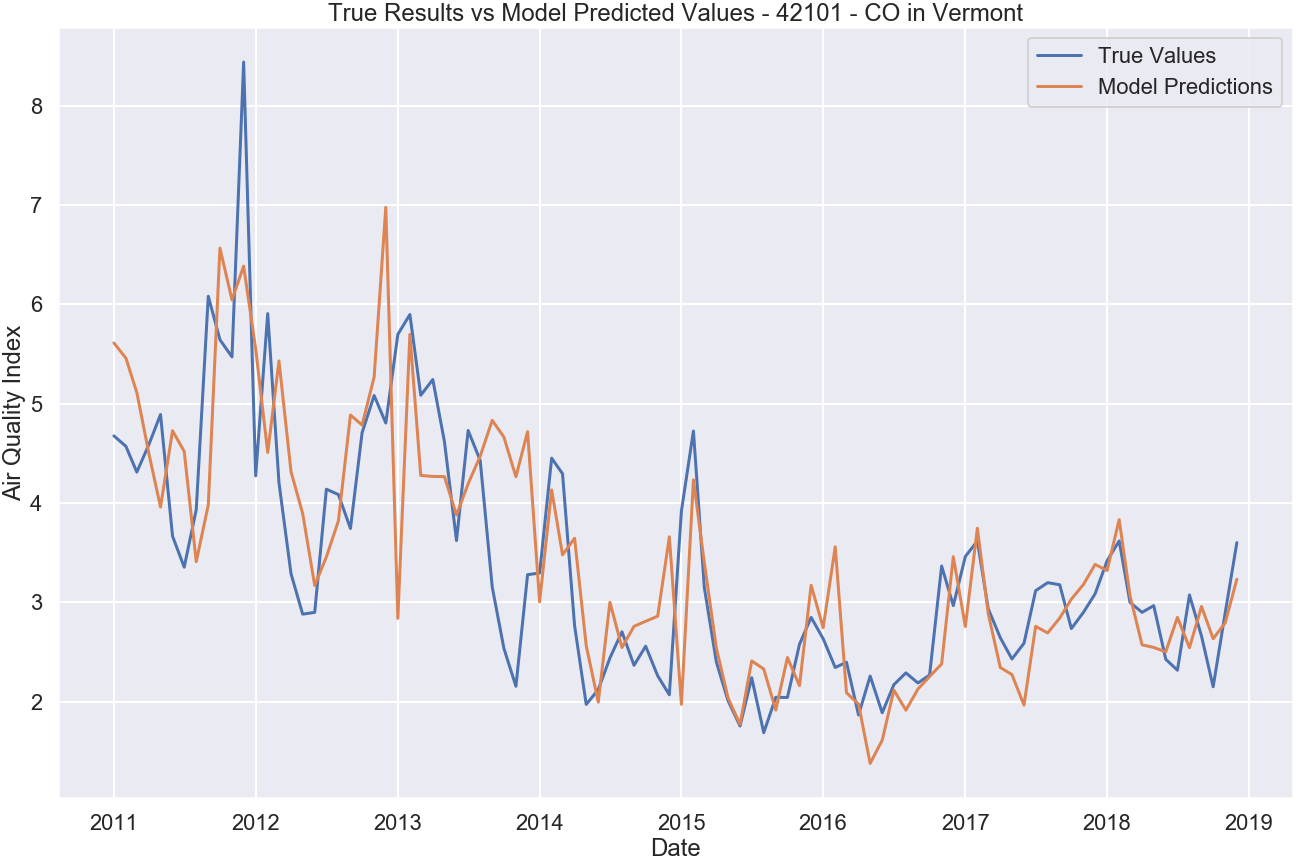 True Results vs Model Predicted Values - 42101 - CO in Vermont
True Values
Model Predictions
Air Quality Index
8
7
6
5
4
3
2
2011 2012 2013 2014 2015 2016 2017 2018 2019
Date